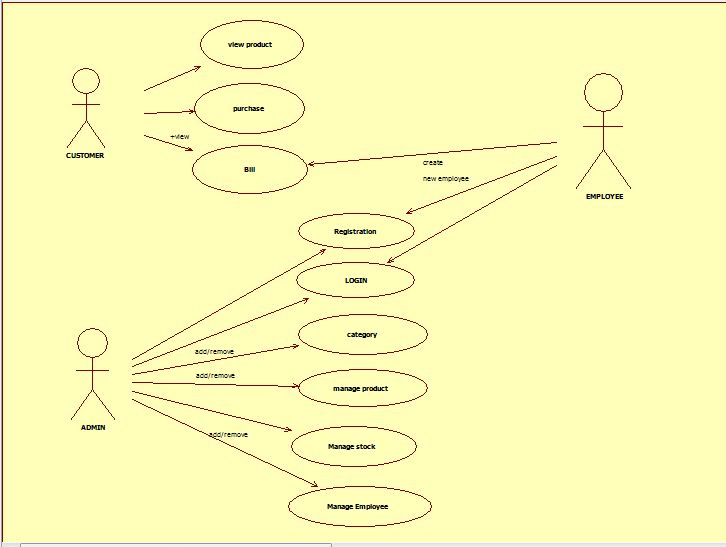 view product
purchase
+view
CUSTOMER
Bill
create
new employee
EMPLOYEE
Registration
LOGIN
category
add/remove
add/remove
manage product
ADMIN
add/remove
Manage stock
Manage Employee